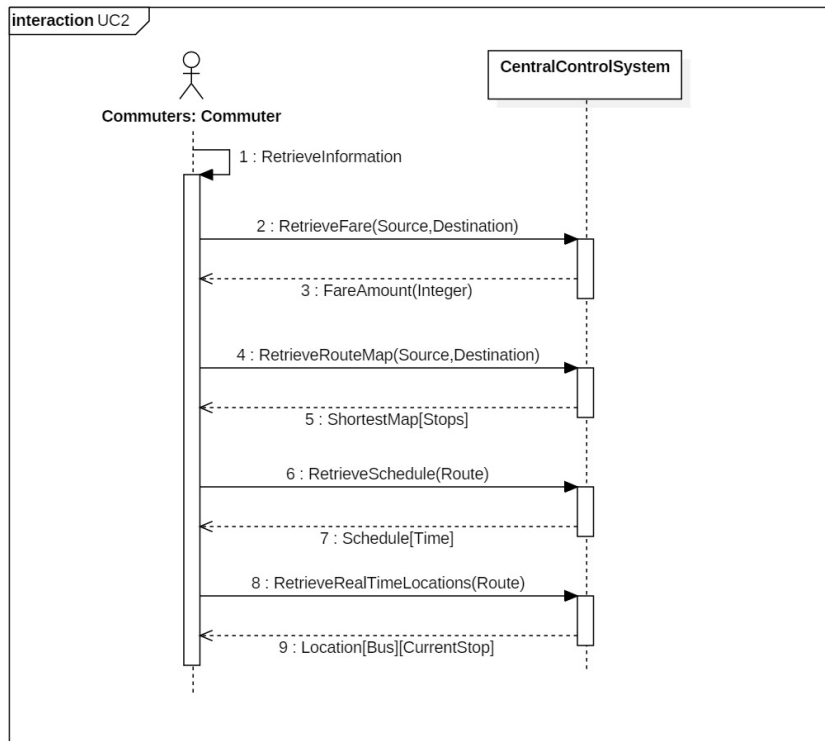 interaction UC2
CentralControlSystem
Commuters: Commuter
1 : RetrieveInformation
2 : RetrieveFare(Source,Destination)
3 : FareAmount(Integer)
4 : RetrieveRouteMap(Source,Destination)
5 : ShortestMap[Stops]
6 : RetrieveSchedule(Route)
7 : Schedule[Time]
8 : RetrieveRealTimeLocations(Route)
9 : Location[Bus][CurrentStop]